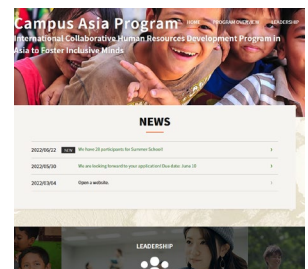 Campus Asia Program
HOME PROGRAM OVERVIEW LEADERSHIP
International Collaborative Human Resources Development Program in
Asia to Foster Inclusive Minds
NEWS
2022/06/22 NEW We have 20 participants for Summer School!
2022/05/30 We are looking forward to your application! Due date: June 10
2022/03/04 Open a website.
LEADERSHIP